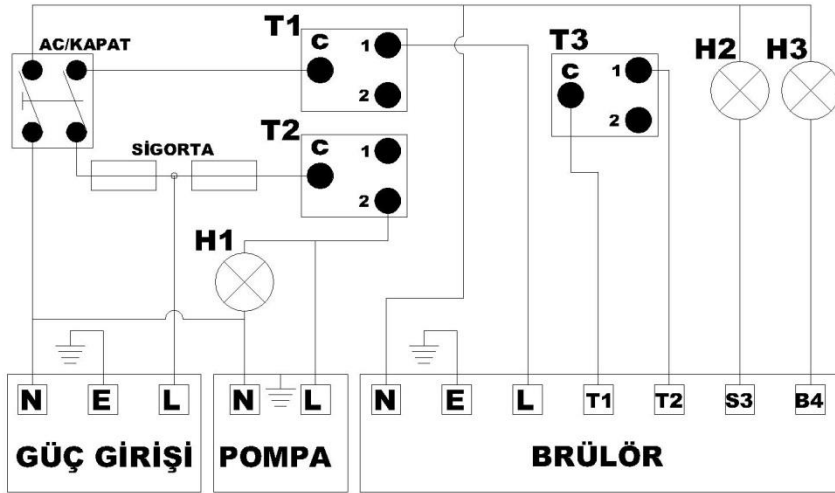 T1
T3
H2
H3
AC/KAPAT
C
1
2
C
1
2
SİGORTA
T2
C
1
2
H1
N
E
L
N
L
N
E
L
T1
T2
S3
B4
GÜÇ GİRİŞİ
POMPA
BRÜLÖR